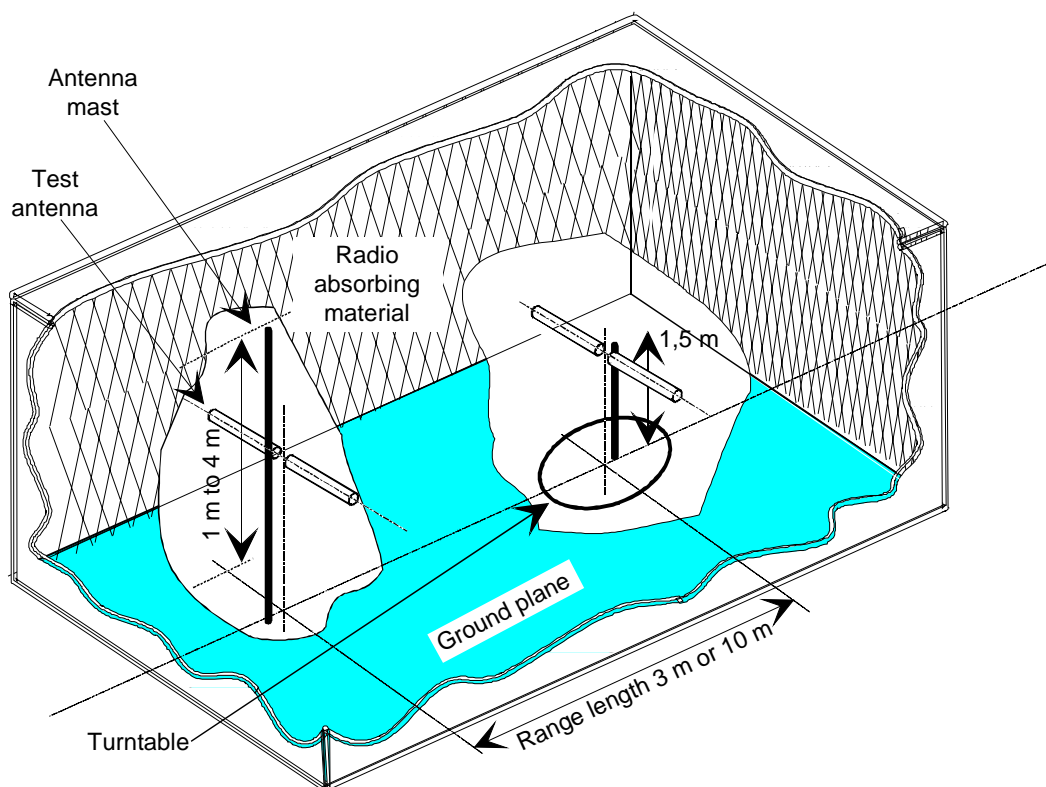 Antenna
mast
Test
antenna
Radio
absorbing
material
1,5 m
1 m to 4 m
Ground plane
Range length 3 m or 10 m
Turntable